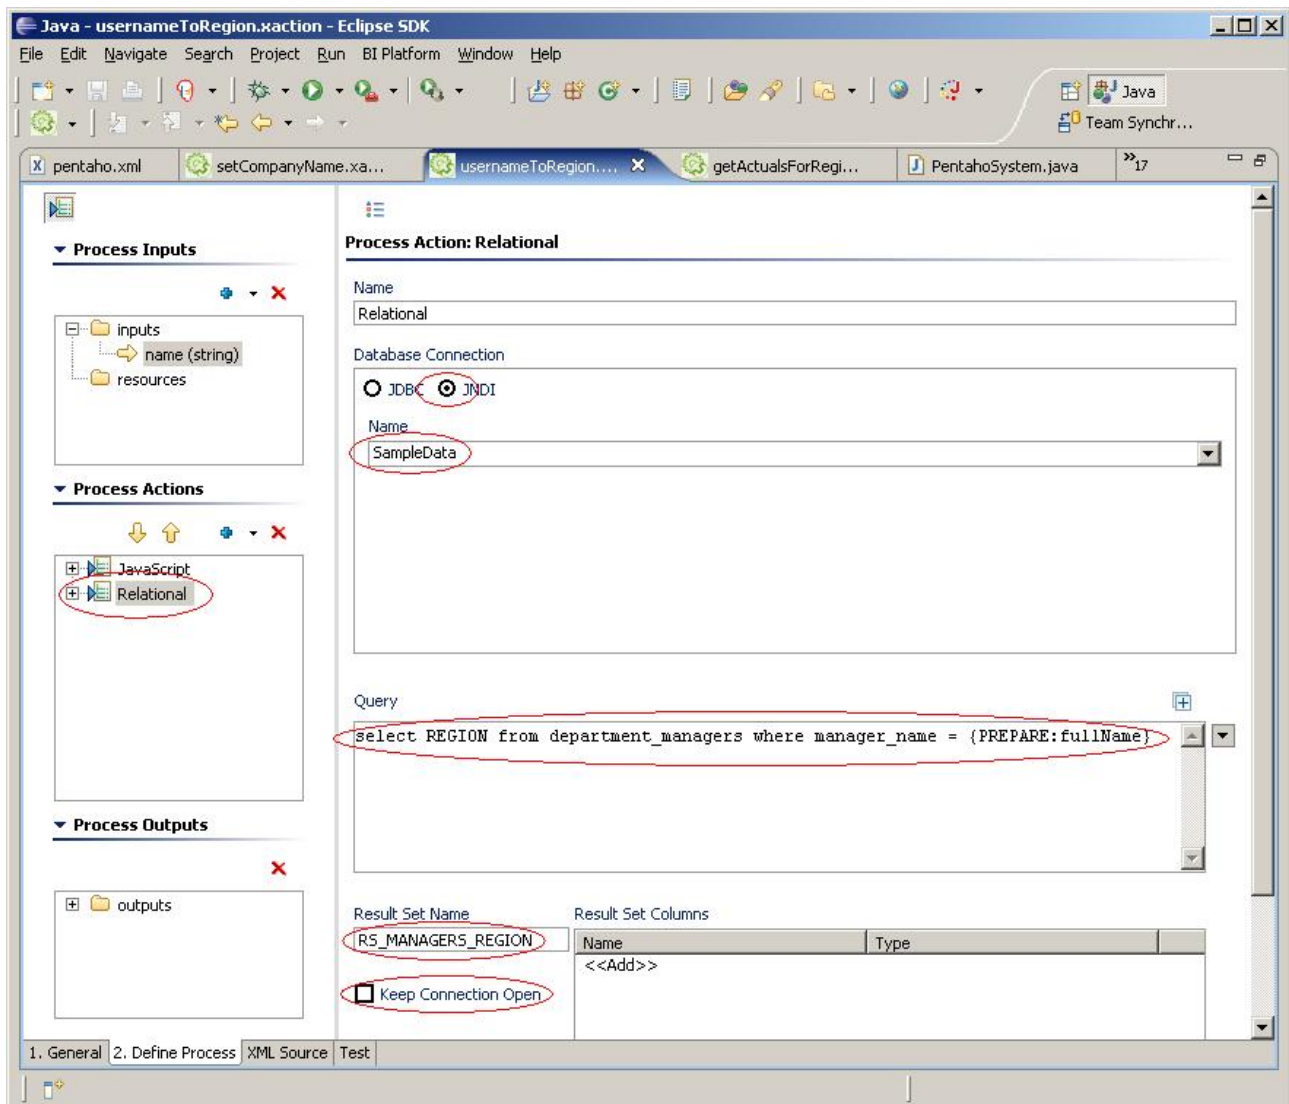 Java - usernameToRegion.xaction - Eclipse SDK
File Edit Navigate Search Project Run BI Platform Window Help
Java
Team Synchr...
pentaho.xml setCompanyName.xa... usernameToRegion.... getActualsForRegi... PentahoSystem.java »17
Process Inputs
inputs
name (string)
resources
Process Actions
JavaScript
Relational
Process Outputs
outputs
Process Action: Relational
Name
Relational
Database Connection
JDBC JNDI
Name
SampleData
Query
select REGION from department_managers where manager_name = {PREPARE:fullName}
Result Set Name Result Set Columns
RS_MANAGERS_REGION
Name Type
<<Add>>
Keep Connection Open
1. General 2. Define Process XML Source Test